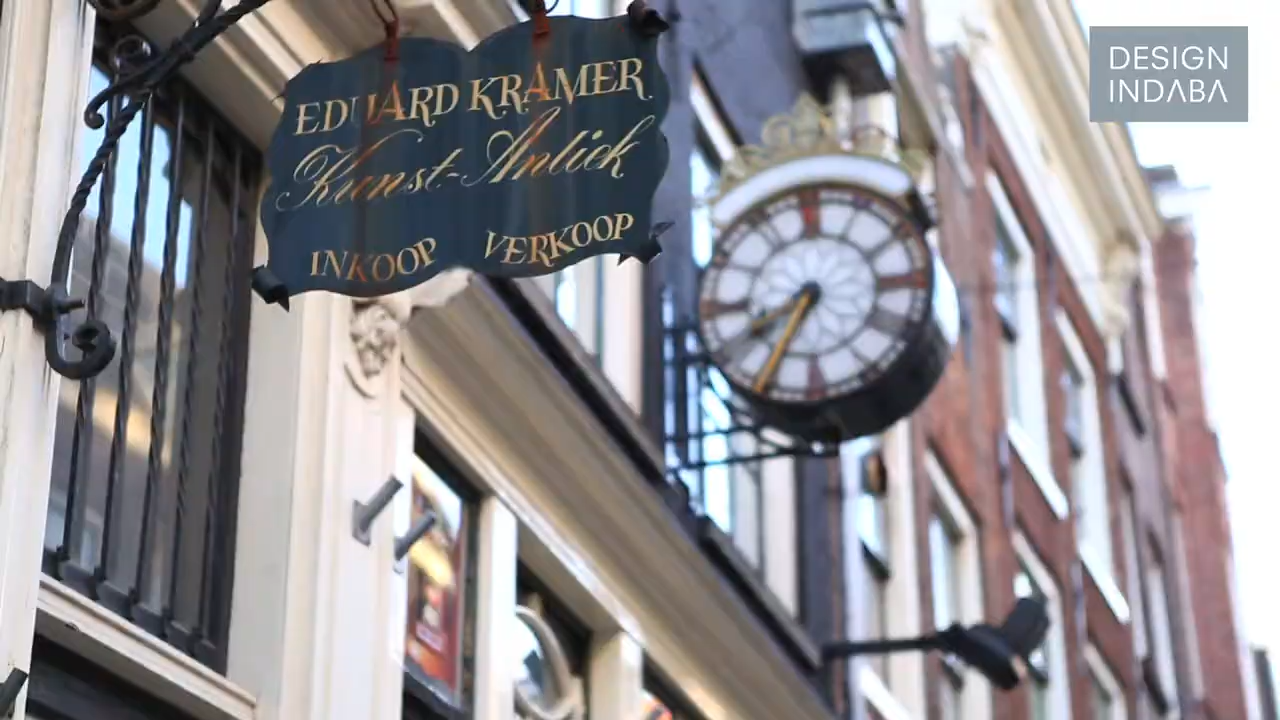 EDUARD KRAMER
Kunst-Antiek
INKOOP VERKOOP
DESIGN
INDABA